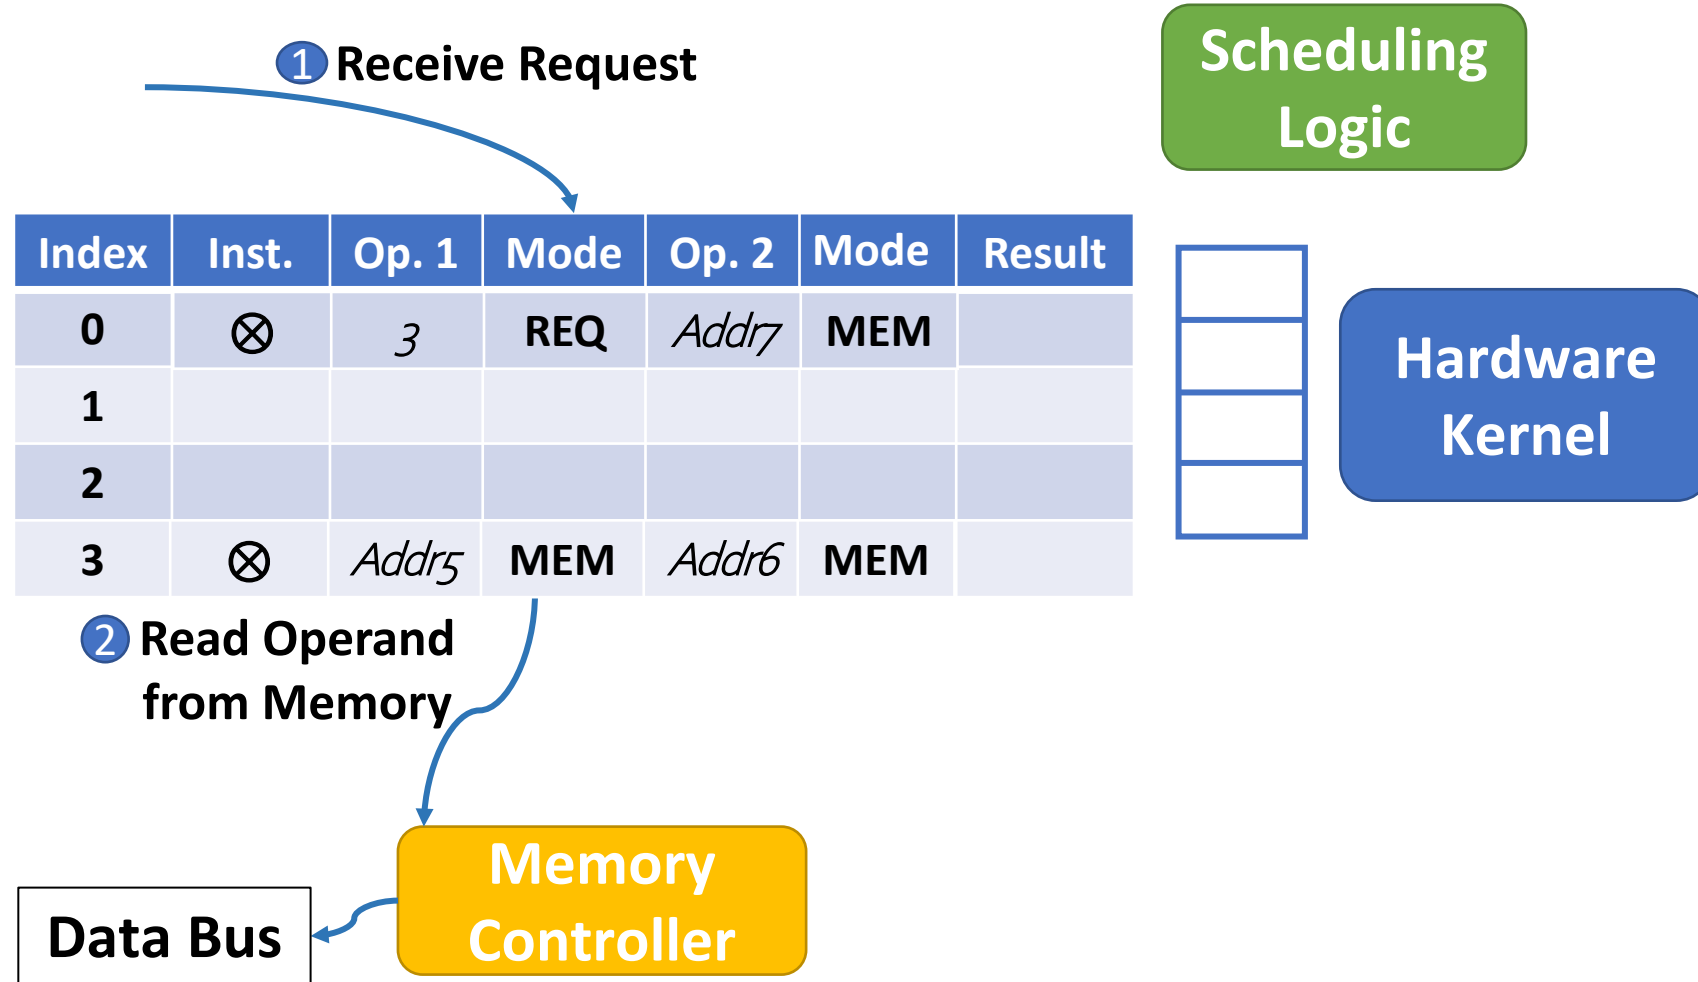 1 Receive Request
Scheduling
Logic
Index Inst. Op. 1 Mode Op. 2 Mode Result
0 ⊗ 3 REQ Addr7 MEM
1
2
3 ⊗ Addr5 MEM Addr6 MEM
Hardware
Kernel
2 Read Operand
from Memory
Memory
Controller
Data Bus